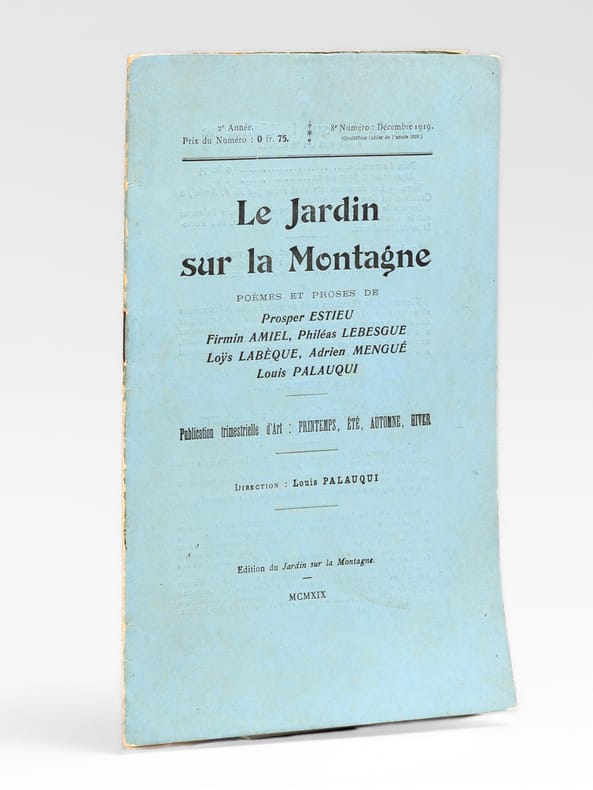 2e Année.
Prix du Numéro : 0 fr. 75.
8e Numéro : Décembre 1919.
(Quatrième cahier de l'année 1919.)
Le Jardin
sur la Montagne
POÈMES ET PROSES DE
Prosper ESTIEU
Firmin AMIEL, Philéas LEBESGUE
Loÿs LABÈQUE, Adrien MENGUÉ
Louis PALAUQUI
Publication trimestrielle d'Art : PRINTEMPS, ÉTÉ, AUTOMNE, HIVER
DIRECTION : Louis PALAUQUI
Edition du Jardin sur la Montagne.
MCMXIX